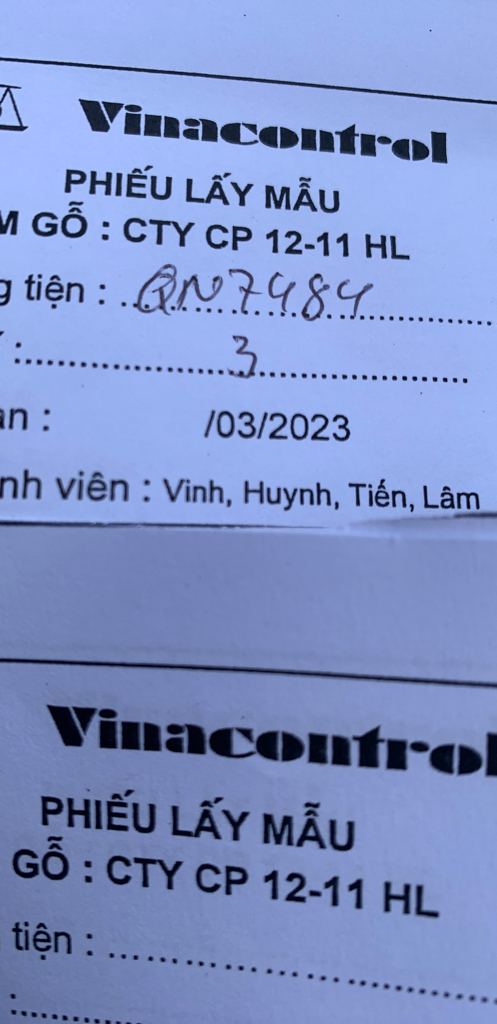 Vinacontrol
PHIẾU LẤY MẪU
M GỖ : CTY CP 12-11 HL
g tiện : ..QN7484..........
:....................3....................
an : /03/2023
nh viên : Vinh, Huynh, Tiến, Lâm
Vinacontrol
PHIẾU LẤY MẪU
GỖ : CTY CP 12-11 HL
tiện : ..............................
:..............................